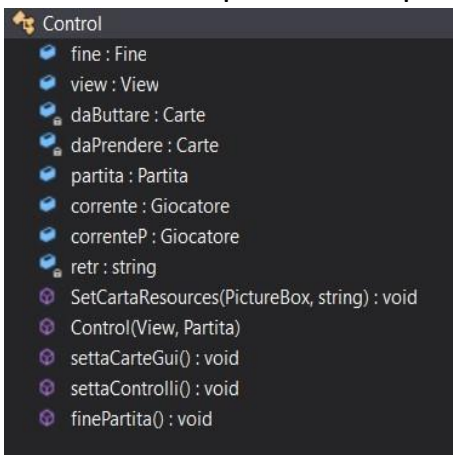 Control
fine : Fine
view : View
daButtare : Carte
daPrendere : Carte
partita : Partita
corrente : Giocatore
correnteP : Giocatore
retr : string
SetCartaResources(PictureBox, string) : void
Control(View, Partita)
settaCarteGui() : void
settaControlli() : void
finePartita() : void